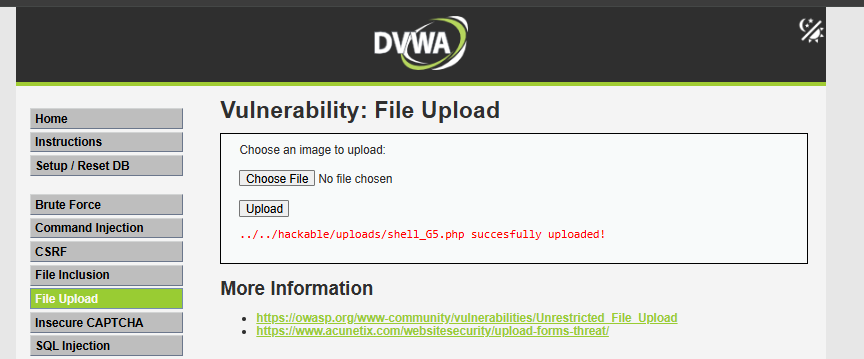 DVWA
Home
Instructions
Setup / Reset DB
Brute Force
Command Injection
CSRF
File Inclusion
File Upload
Insecure CAPTCHA
SQL Injection
Vulnerability: File Upload
Choose an image to upload:
Choose File No file chosen
Upload
../../hackable/uploads/shell_G5.php succesfully uploaded!
More Information
https://owasp.org/www-community/vulnerabilities/Unrestricted_File_Upload
https://www.acunetix.com/websitesecurity/upload-forms-threat/